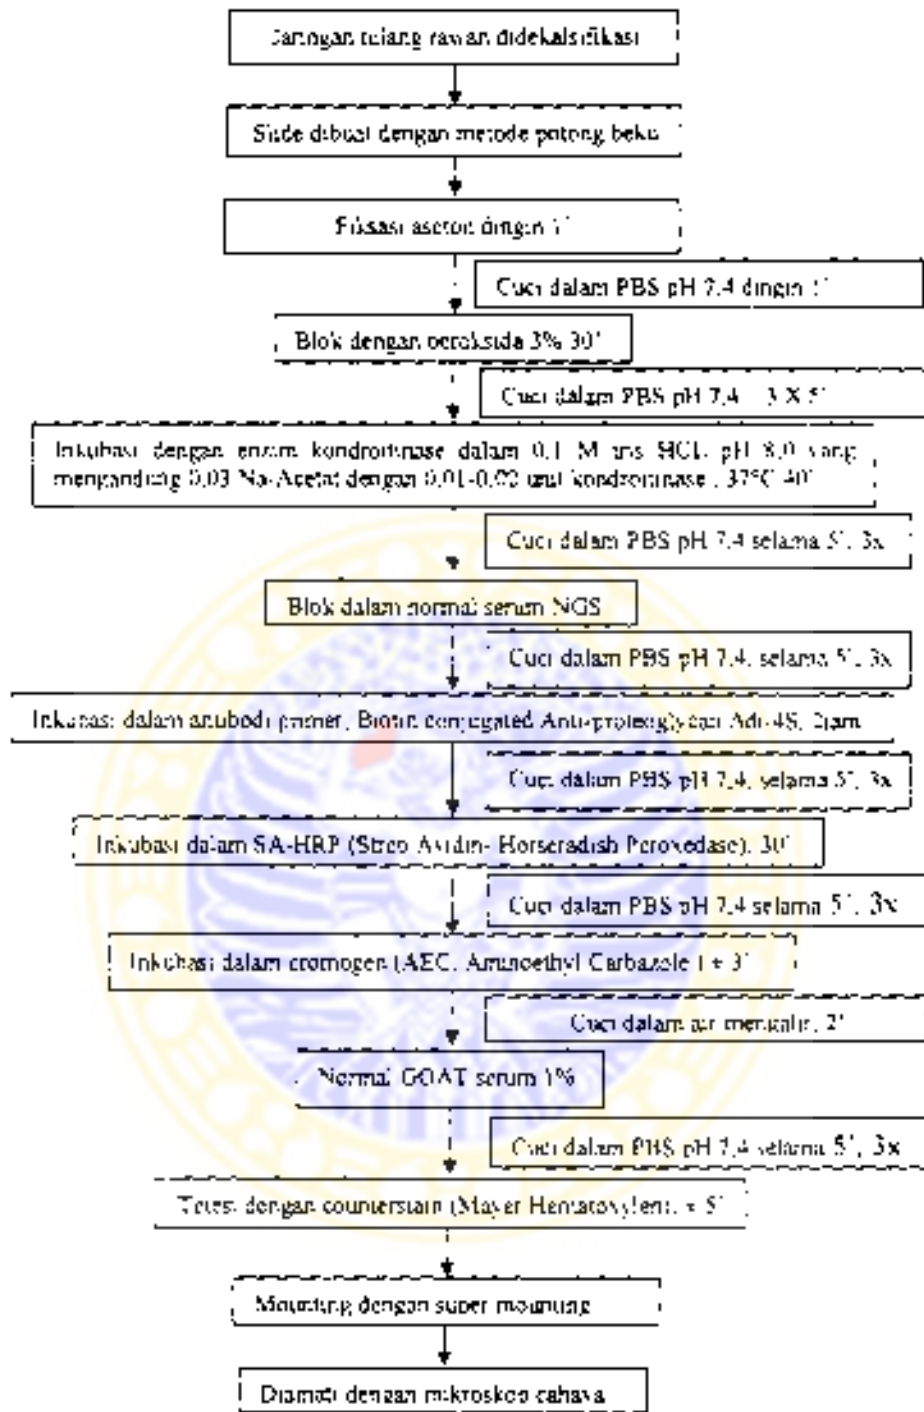 Jaringan tulang rawan didekalsifikasi
Slide dibuat dengan metode potong beku
Fiksasi aseton dingin
Cuci dalam PBS pH 7,4 dingin
Blok dengan peroksida 3% 30'
Cuci dalam PBS pH 7,4 3 X 5'
Inkubasi dengan enzim kondroitinase dalam 0,1 M tris HCL pH 8,0 yang
mengandung 0,03 Na-Acetat dengan 0,01-0,02 unit kondroitinase , 37°C 40'
Cuci dalam PBS pH 7,4 selama 5', 3x
Blok dalam normal serum NGS
Cuci dalam PBS pH 7,4, selama 5', 3x
Inkubasi dalam antibodi primer, Biotin conjugated Anti-proteoglycan Adi-4S, 2jam
Cuci dalam PBS pH 7,4, selama 5', 3x
Inkubasi dalam SA-HRP (Strep Avidin- Horseradish Peroxedase), 30'
Cuci dalam PBS pH 7,4 selama 5', 3x
Inkubasi dalam cromogen (AEC, Aminoethyl Carbazole ) ± 3'
Cuci dalam air mengalir, 2'
Normal GOAT serum 1%
Cuci dalam PBS pH 7,4 selama 5', 3x
Tetesi dengan counterstain (Mayer Hematoxylen), ± 5'
Mounting dengan super mounting
Diamati dengan mikroskop cahaya